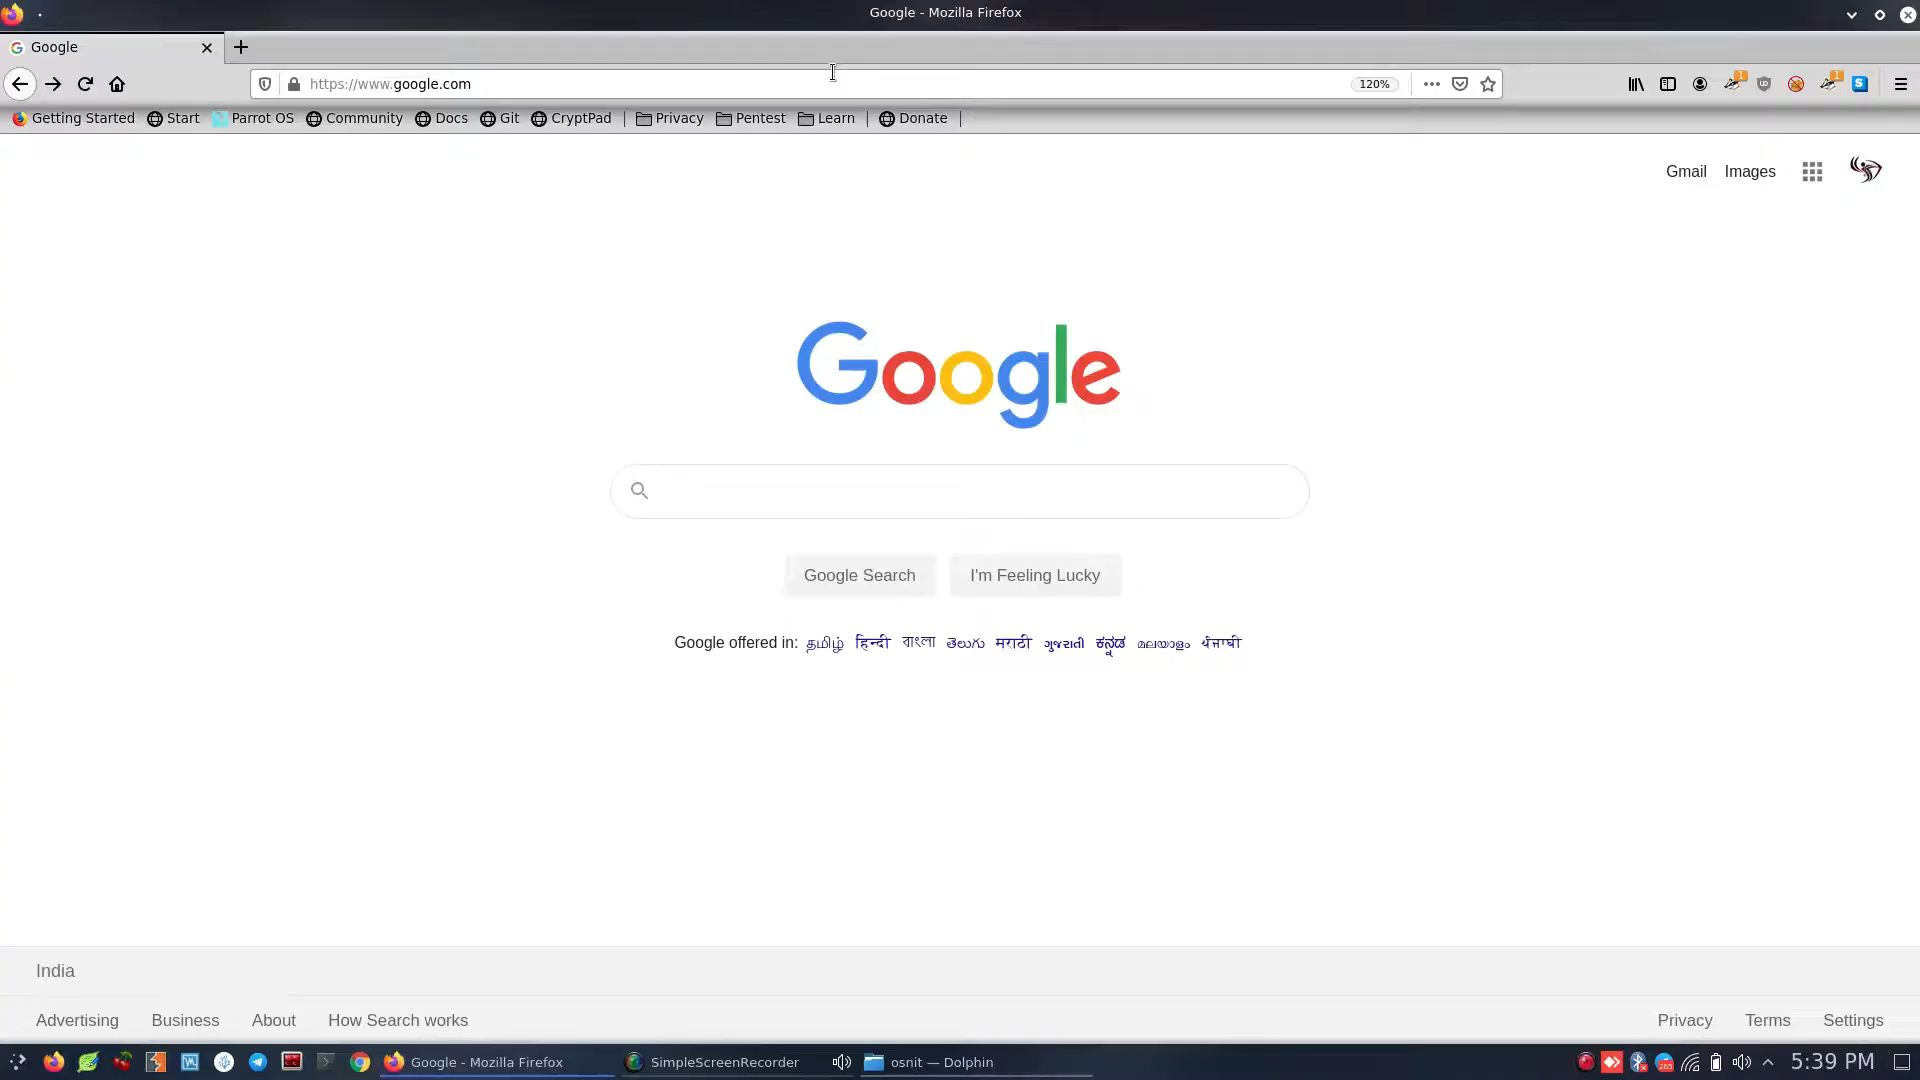 Google - Mozilla Firefox
Google
https://www.google.com 120%
Getting Started Start Parrot OS Community Docs Git CryptPad Privacy Pentest Learn Donate
Gmail Images
Google
Google Search I'm Feeling Lucky
Google offered in: தமிழ் हिन्दी বাংলা తెలుగు मराठी ગુજરાતી ಕನ್ನಡ മലയാളം ਪੰਜਾਬੀ
India
Advertising Business About How Search works Privacy Terms Settings
Google - Mozilla Firefox SimpleScreenRecorder osnit — Dolphin 265 5:39 PM